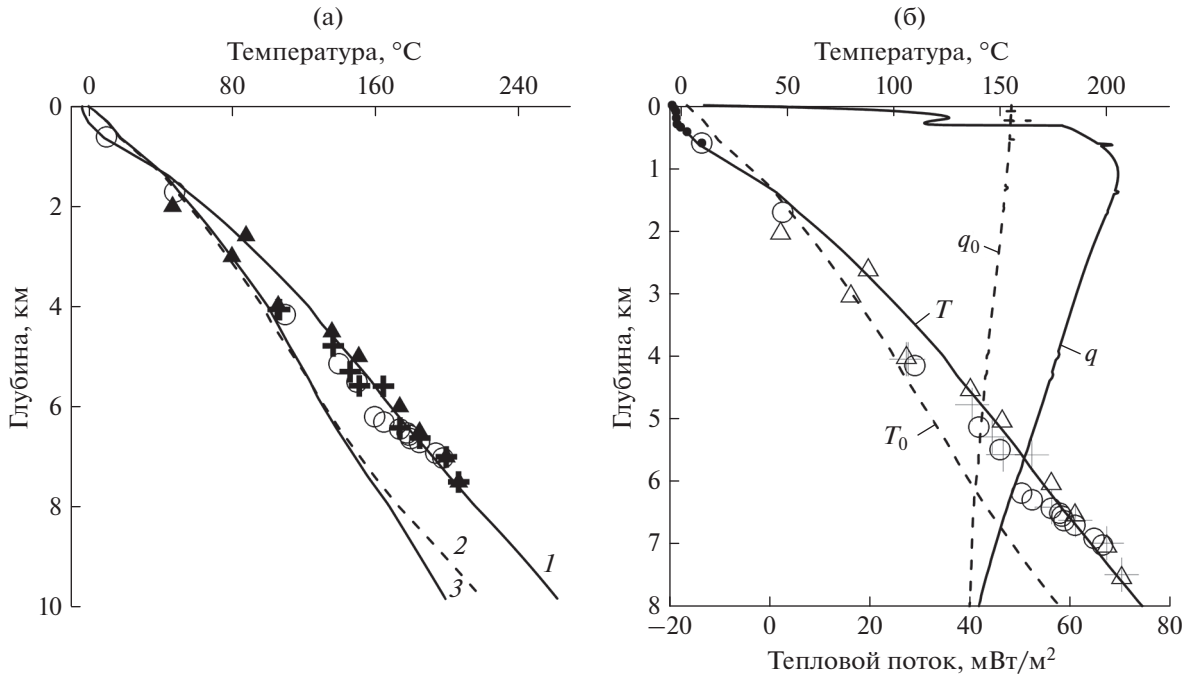 (а)
Температура, °C
0 80 160 240
0
2
4
6
8
10
Глубина, км
2
3
1
(б)
Температура, °C
0 50 100 150 200
0
1
2
3
4
5
6
7
8
Глубина, км
q0
T
q
T0
–20 0 20 40 60 80
Тепловой поток, мВт/м²